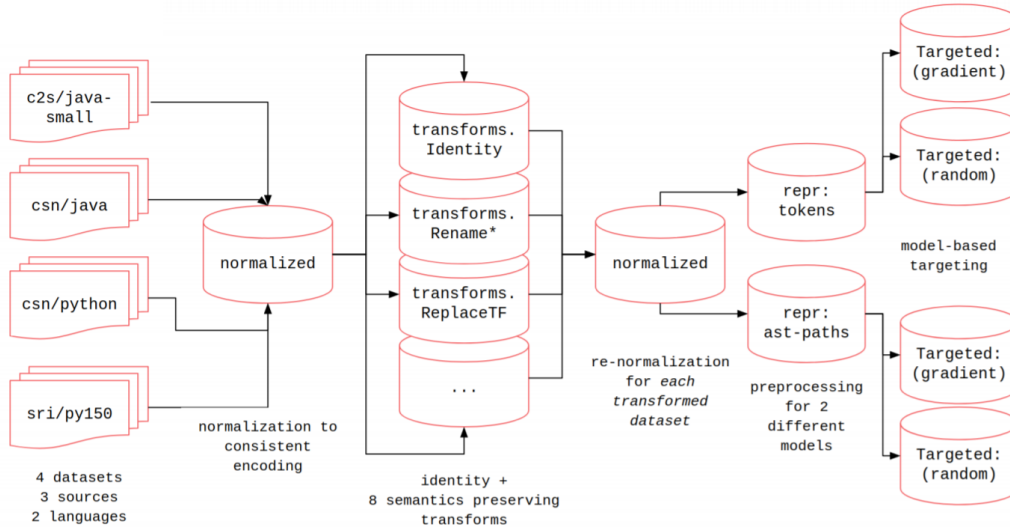 c2s/java-
small
csn/java
csn/python
sri/py150
4 datasets
3 sources
2 languages
normalized
normalization to
consistent
encoding
transforms.
Identity
transforms.
Rename*
transforms.
ReplaceTF
...
identity +
8 semantics preserving
transforms
normalized
re-normalization
for each
transformed
dataset
repr:
tokens
repr:
ast-paths
preprocessing
for 2
different
models
Targeted:
(gradient)
Targeted:
(random)
model-based
targeting
Targeted:
(gradient)
Targeted:
(random)